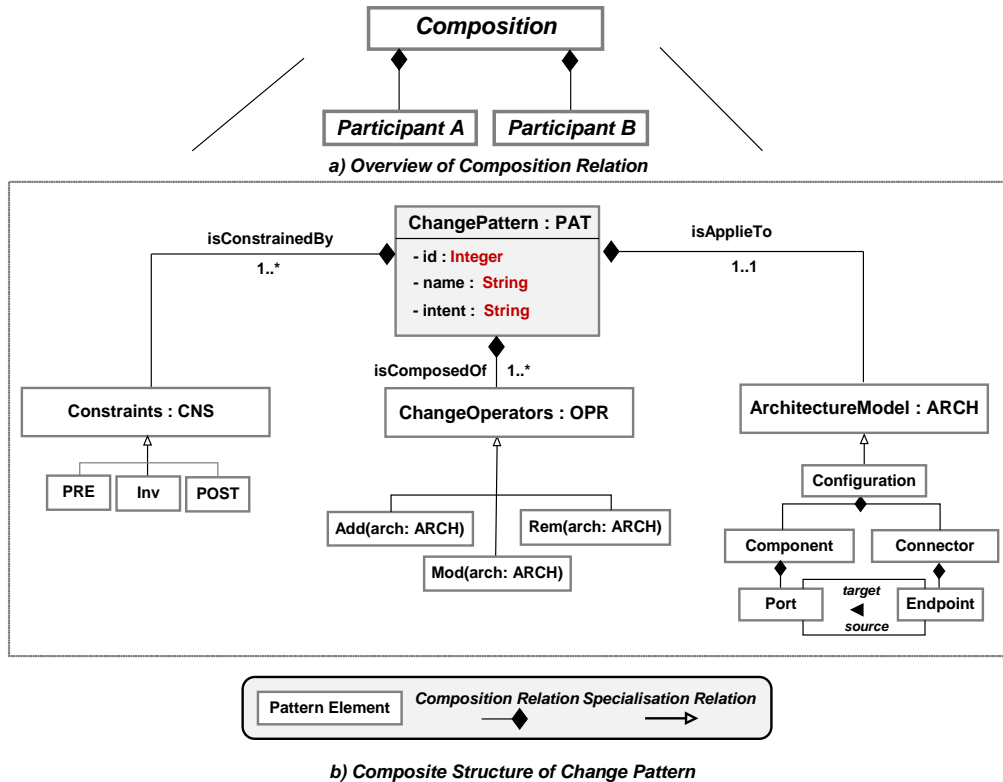 Composition
Participant A
Participant B
a) Overview of Composition Relation
ChangePattern : PAT
- id : Integer
- name : String
- intent : String
isConstrainedBy
1..*
isApplieTo
1..1
isComposedOf
1..*
Constraints : CNS
ChangeOperators : OPR
ArchitectureModel : ARCH
PRE
Inv
POST
Configuration
Add(arch: ARCH)
Rem(arch: ARCH)
Mod(arch: ARCH)
Component
Connector
Port
target
source
Endpoint
Pattern Element
Composition Relation
Specialisation Relation
b) Composite Structure of Change Pattern